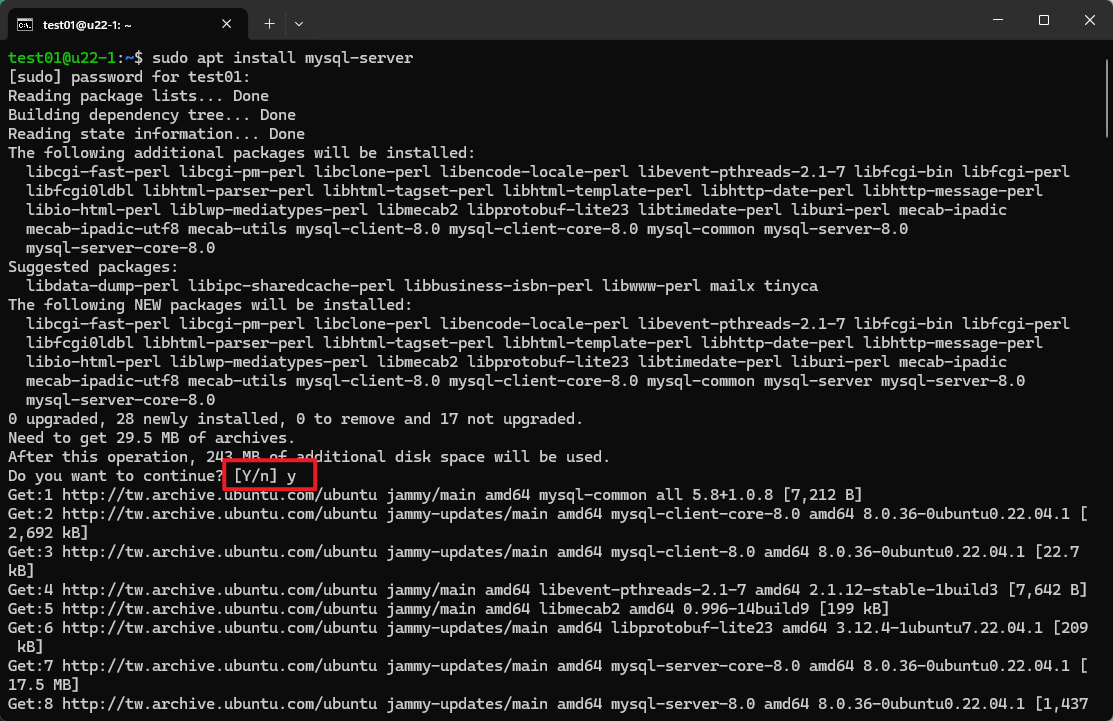 test01@u22-1: ~
test01@u22-1:~$ sudo apt install mysql-server
[sudo] password for test01:
Reading package lists... Done
Building dependency tree... Done
Reading state information... Done
The following additional packages will be installed:
  libcgi-fast-perl libcgi-pm-perl libclone-perl libencode-locale-perl libevent-pthreads-2.1-7 libfcgi-bin libfcgi-perl
  libfcgi0ldbl libhtml-parser-perl libhtml-tagset-perl libhtml-template-perl libhttp-date-perl libhttp-message-perl
  libio-html-perl liblwp-mediatypes-perl libmecab2 libprotobuf-lite23 libtimedate-perl liburi-perl mecab-ipadic
  mecab-ipadic-utf8 mecab-utils mysql-client-8.0 mysql-client-core-8.0 mysql-common mysql-server-8.0
  mysql-server-core-8.0
Suggested packages:
  libdata-dump-perl libipc-sharedcache-perl libbusiness-isbn-perl libwww-perl mailx tinyca
The following NEW packages will be installed:
  libcgi-fast-perl libcgi-pm-perl libclone-perl libencode-locale-perl libevent-pthreads-2.1-7 libfcgi-bin libfcgi-perl
  libfcgi0ldbl libhtml-parser-perl libhtml-tagset-perl libhtml-template-perl libhttp-date-perl libhttp-message-perl
  libio-html-perl liblwp-mediatypes-perl libmecab2 libprotobuf-lite23 libtimedate-perl liburi-perl mecab-ipadic
  mecab-ipadic-utf8 mecab-utils mysql-client-8.0 mysql-client-core-8.0 mysql-common mysql-server mysql-server-8.0
  mysql-server-core-8.0
0 upgraded, 28 newly installed, 0 to remove and 17 not upgraded.
Need to get 29.5 MB of archives.
After this operation, 243 MB of additional disk space will be used.
Do you want to continue? [Y/n] y
Get:1 http://tw.archive.ubuntu.com/ubuntu jammy/main amd64 mysql-common all 5.8+1.0.8 [7,212 B]
Get:2 http://tw.archive.ubuntu.com/ubuntu jammy-updates/main amd64 mysql-client-core-8.0 amd64 8.0.36-0ubuntu0.22.04.1 [
2,692 kB]
Get:3 http://tw.archive.ubuntu.com/ubuntu jammy-updates/main amd64 mysql-client-8.0 amd64 8.0.36-0ubuntu0.22.04.1 [22.7
kB]
Get:4 http://tw.archive.ubuntu.com/ubuntu jammy/main amd64 libevent-pthreads-2.1-7 amd64 2.1.12-stable-1build3 [7,642 B]
Get:5 http://tw.archive.ubuntu.com/ubuntu jammy/main amd64 libmecab2 amd64 0.996-14build9 [199 kB]
Get:6 http://tw.archive.ubuntu.com/ubuntu jammy-updates/main amd64 libprotobuf-lite23 amd64 3.12.4-1ubuntu7.22.04.1 [209
 kB]
Get:7 http://tw.archive.ubuntu.com/ubuntu jammy-updates/main amd64 mysql-server-core-8.0 amd64 8.0.36-0ubuntu0.22.04.1 [
17.5 MB]
Get:8 http://tw.archive.ubuntu.com/ubuntu jammy-updates/main amd64 mysql-server-8.0 amd64 8.0.36-0ubuntu0.22.04.1 [1,437